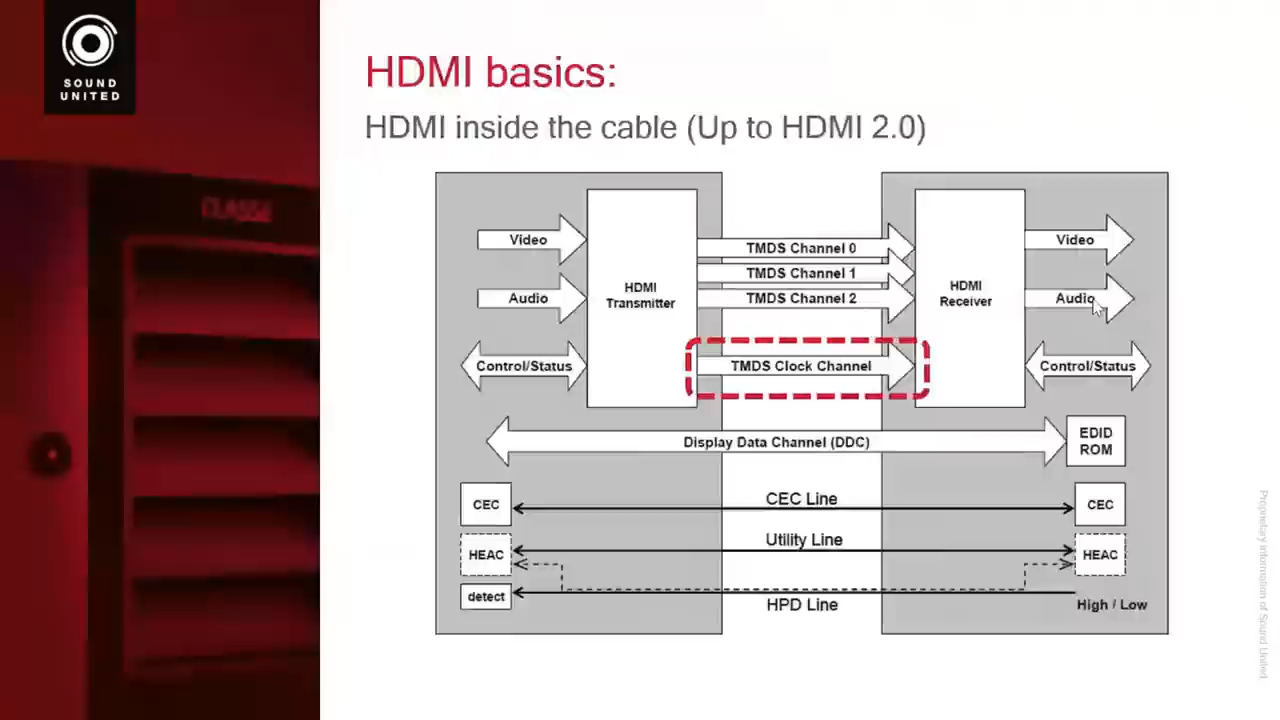 SOUND
UNITED
CLASSE
HDMI basics:
HDMI inside the cable (Up to HDMI 2.0)
Video
Audio
Control/Status
HDMI
Transmitter
TMDS Channel 0
TMDS Channel 1
TMDS Channel 2
TMDS Clock Channel
HDMI
Receiver
Video
Audio
Control/Status
Display Data Channel (DDC)
EDID
ROM
CEC
CEC Line
CEC
HEAC
Utility Line
HEAC
detect
HPD Line
High / Low
Proprietary Information of Sound United